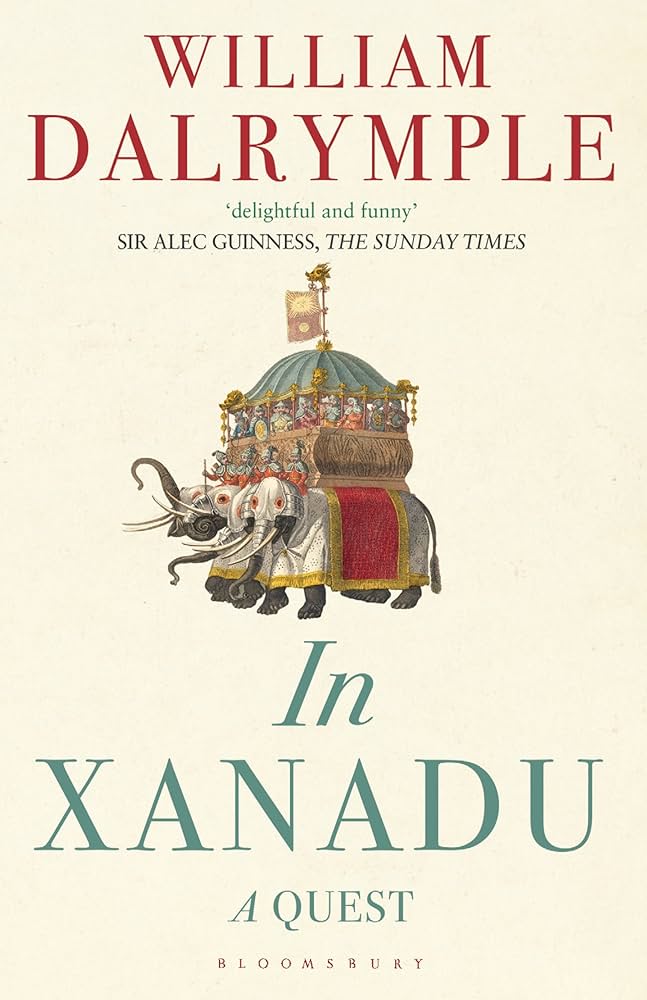 WILLIAM
DALRYMPLE
‘delightful and funny’
SIR ALEC GUINNESS, THE SUNDAY TIMES
In
XANADU
A QUEST
BLOOMSBURY